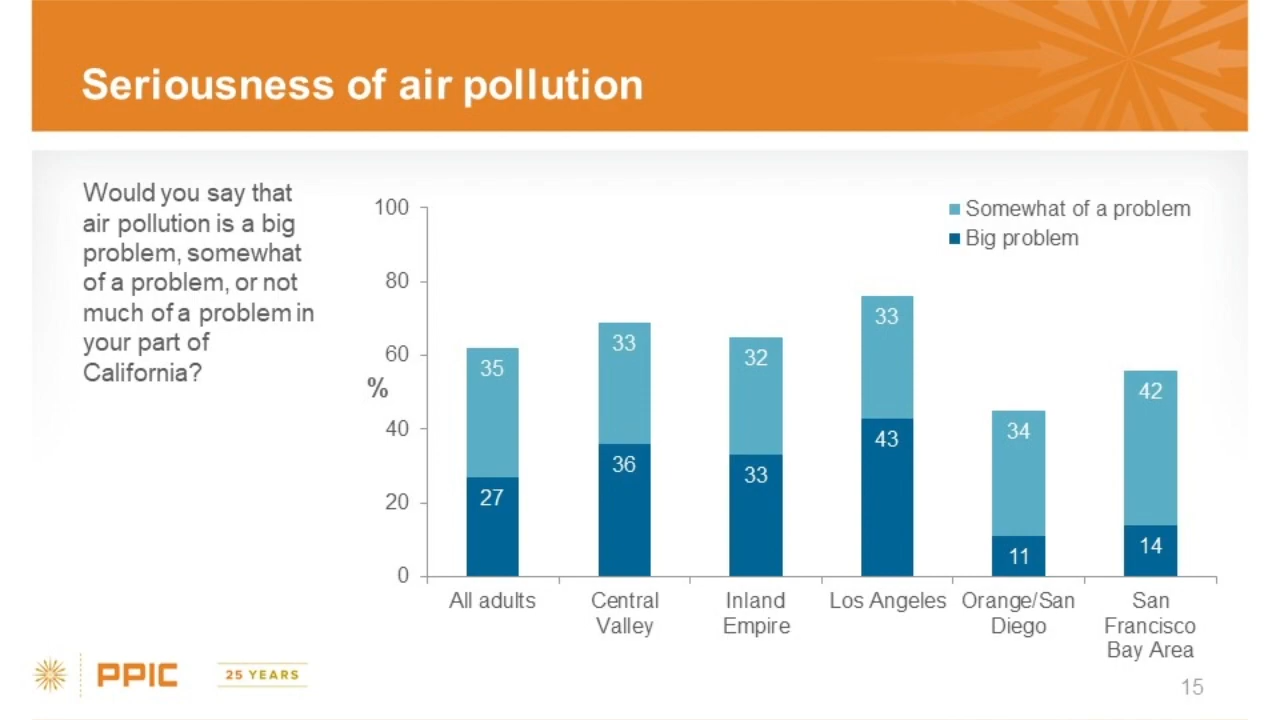 Seriousness of air pollution
Would you say that
air pollution is a big
problem, somewhat
of a problem, or not
much of a problem in
your part of
California?
Somewhat of a problem
Big problem
100
80
60
40
20
0
%
35
27
33
36
32
33
33
43
34
11
42
14
All adults
Central
Valley
Inland
Empire
Los Angeles
Orange/San
Diego
San
Francisco
Bay Area
PPIC
25 YEARS
15